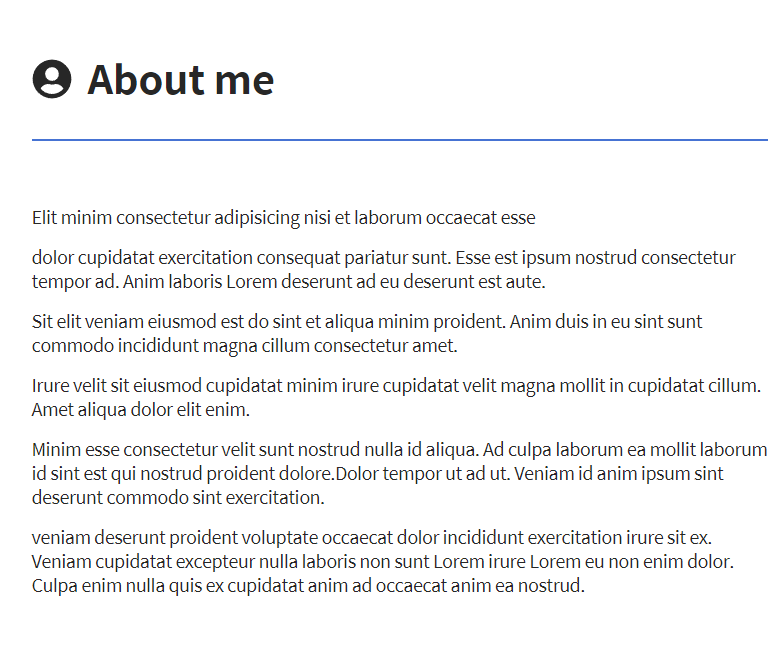 About me
Elit minim consectetur adipisicing nisi et laborum occaecat esse
dolor cupidatat exercitation consequat pariatur sunt. Esse est ipsum nostrud consectetur
tempor ad. Anim laboris Lorem deserunt ad eu deserunt est aute.
Sit elit veniam eiusmod est do sint et aliqua minim proident. Anim duis in eu sint sunt
commodo incididunt magna cillum consectetur amet.
Irure velit sit eiusmod cupidatat minim irure cupidatat velit magna mollit in cupidatat cillum.
Amet aliqua dolor elit enim.
Minim esse consectetur velit sunt nostrud nulla id aliqua. Ad culpa laborum ea mollit laborum
id sint est qui nostrud proident dolore.Dolor tempor ut ad ut. Veniam id anim ipsum sint
deserunt commodo sint exercitation.
veniam deserunt proident voluptate occaecat dolor incididunt exercitation irure sit ex.
Veniam cupidatat excepteur nulla laboris non sunt Lorem irure Lorem eu non enim dolor.
Culpa enim nulla quis ex cupidatat anim ad occaecat anim ea nostrud.